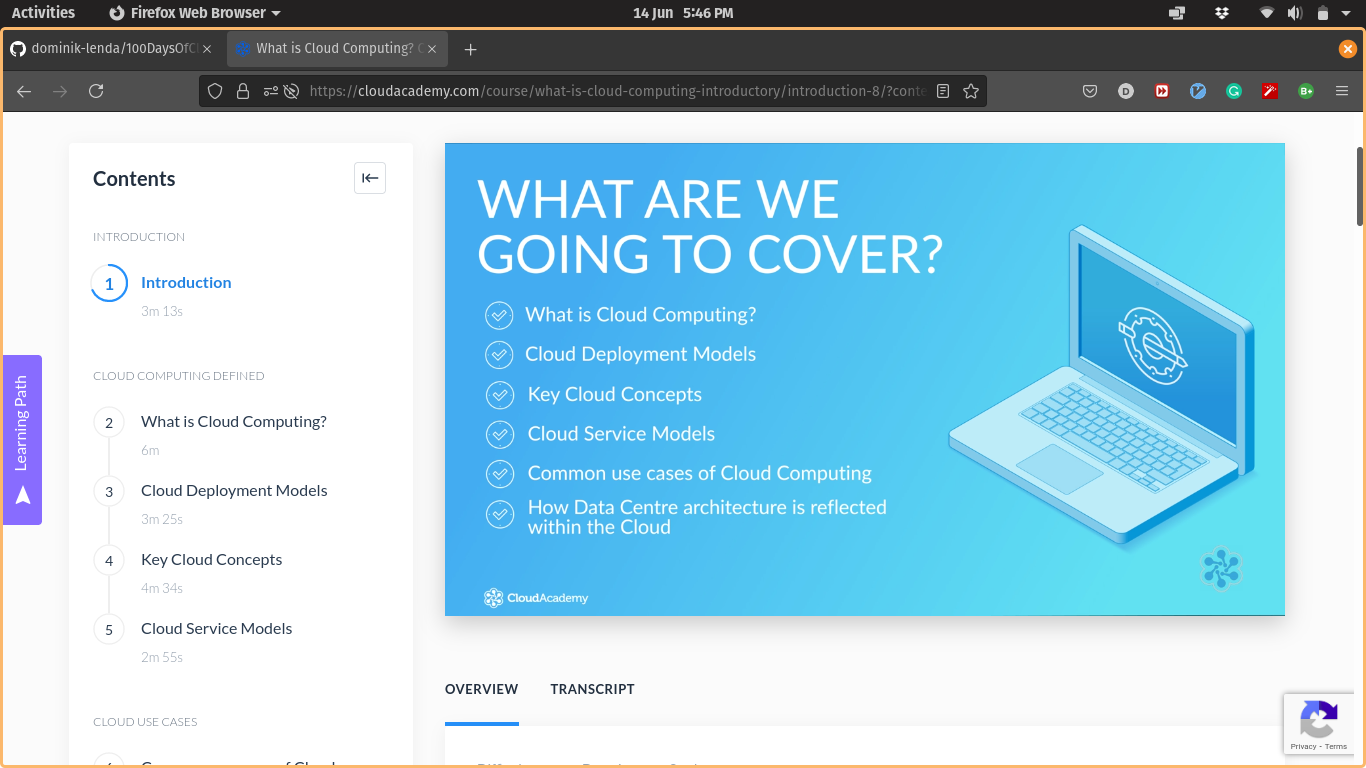 Activities
Firefox Web Browser
14 Jun 5:46 PM
dominik-lenda/100DaysOfCl
What is Cloud Computing?
https://cloudacademy.com/course/what-is-cloud-computing-introductory/introduction-8/?conte
D
B+
Contents
INTRODUCTION
1
Introduction
3m 13s
CLOUD COMPUTING DEFINED
2
What is Cloud Computing?
6m
3
Cloud Deployment Models
3m 25s
4
Key Cloud Concepts
4m 34s
5
Cloud Service Models
2m 55s
CLOUD USE CASES
Learning Path
WHAT ARE WE
GOING TO COVER?
What is Cloud Computing?
Cloud Deployment Models
Key Cloud Concepts
Cloud Service Models
Common use cases of Cloud Computing
How Data Centre architecture is reflected
within the Cloud
CloudAcademy
OVERVIEW
TRANSCRIPT
Privacy - Terms